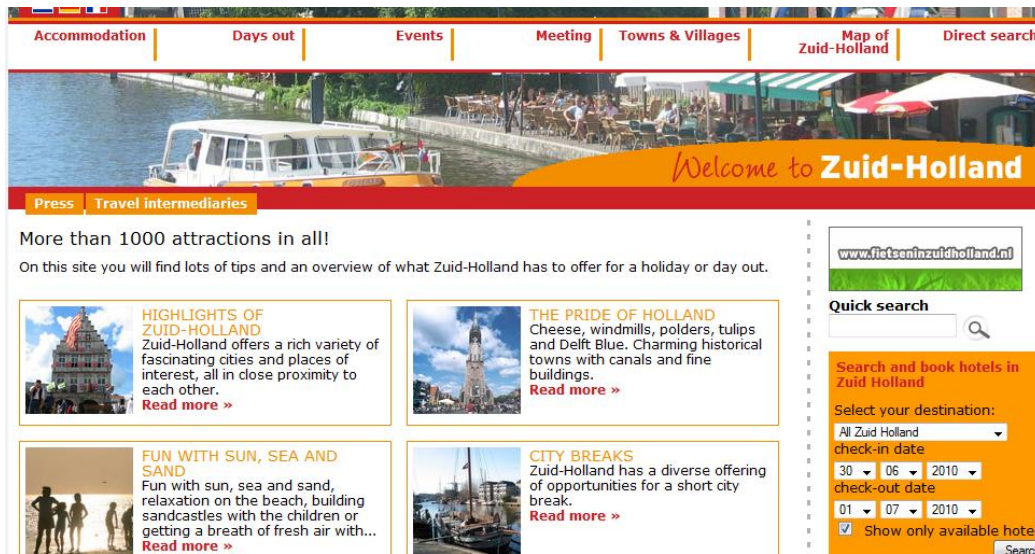 Accommodation
Days out
Events
Meeting
Towns & Villages
Map of
Zuid-Holland
Direct search
Welcome to Zuid-Holland
Press
Travel intermediaries
More than 1000 attractions in all!
On this site you will find lots of tips and an overview of what Zuid-Holland has to offer for a holiday or day out.
HIGHLIGHTS OF
ZUID-HOLLAND
Zuid-Holland offers a rich variety of
fascinating cities and places of
interest, all in close proximity to
each other.
Read more »
THE PRIDE OF HOLLAND
Cheese, windmills, polders, tulips
and Delft Blue. Charming historical
towns with canals and fine
buildings.
Read more »
FUN WITH SUN, SEA AND
SAND
Fun with sun, sea and sand,
relaxation on the beach, building
sandcastles with the children or
getting a breath of fresh air with...
Read more »
CITY BREAKS
Zuid-Holland has a diverse offering
of opportunities for a short city
break.
Read more »
www.fietseninzuidholland.nl
Quick search
Search and book hotels in
Zuid Holland
Select your destination:
All Zuid Holland
check-in date
30 06 2010
check-out date
01 07 2010
Show only available hote
Searc